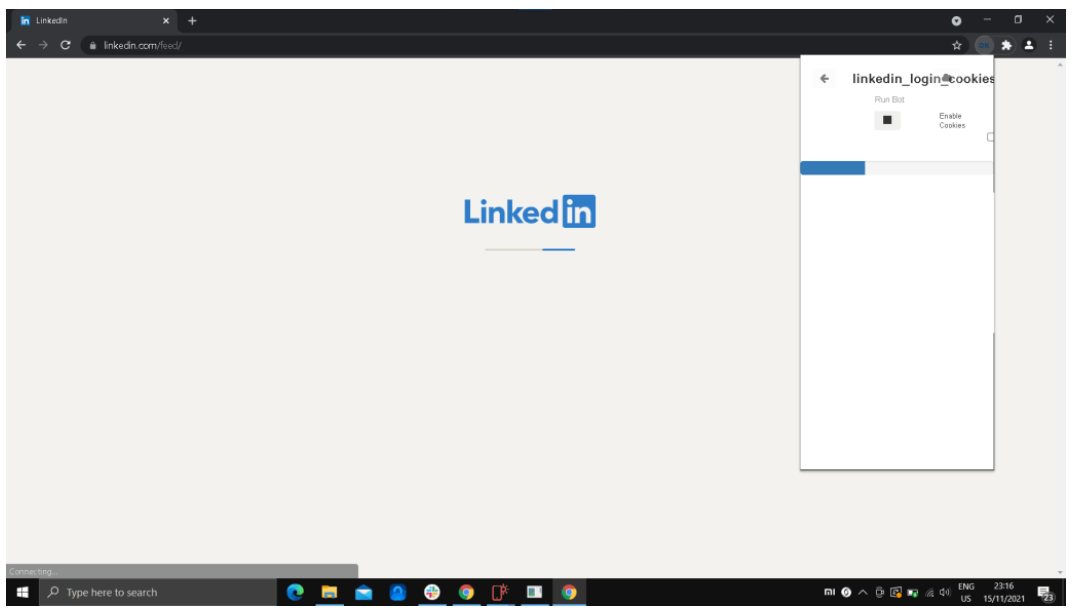 in LinkedIn
linkedin.com/feed/
linkedin_login_cookies
Run Bot
Enable
Cookies
Linked in
Connecting...
Type here to search
ENG
US
23:16
15/11/2021
23